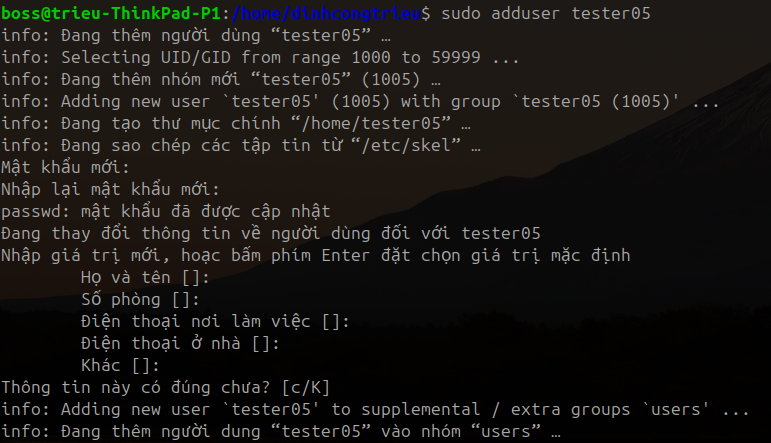 boss@trieu-ThinkPad-P1:/home/dinhcongtrieu$ sudo adduser tester05
info: Đang thêm người dùng “tester05” …
info: Selecting UID/GID from range 1000 to 59999 ...
info: Đang thêm nhóm mới “tester05” (1005) …
info: Adding new user `tester05' (1005) with group `tester05 (1005)' ...
info: Đang tạo thư mục chính “/home/tester05” …
info: Đang sao chép các tập tin từ “/etc/skel” …
Mật khẩu mới:
Nhập lại mật khẩu mới:
passwd: mật khẩu đã được cập nhật
Đang thay đổi thông tin về người dùng đối với tester05
Nhập giá trị mới, hoặc bấm phím Enter đặt chọn giá trị mặc định
Họ và tên []:
Số phòng []:
Điện thoại nơi làm việc []:
Điện thoại ở nhà []:
Khác []:
Thông tin này có đúng chưa? [c/K]
info: Adding new user `tester05' to supplemental / extra groups `users' ...
info: Đang thêm người dung “tester05” vào nhóm “users” …